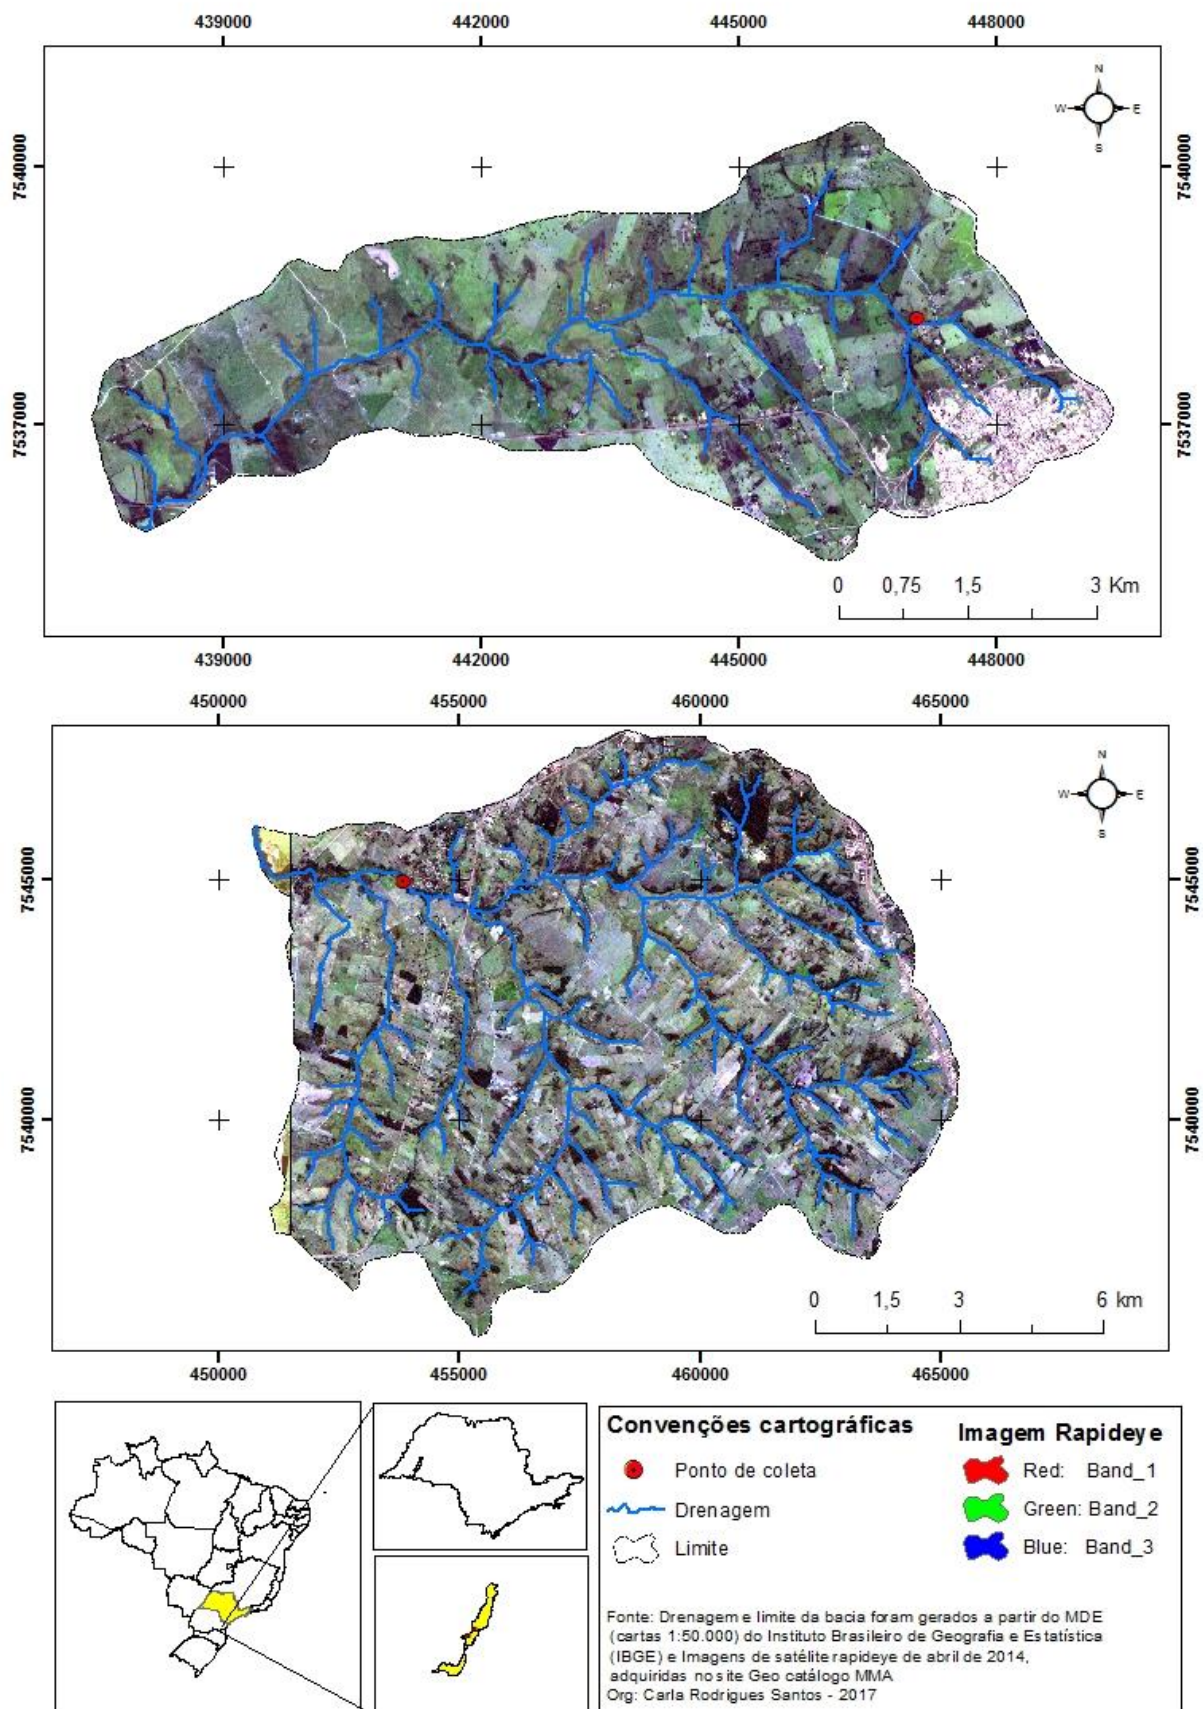 439000 442000 445000 448000
N
W E
S
7540000 7540000
7537000 7537000
0 0,75 1,5 3 Km
439000 442000 445000 448000
450000 455000 460000 465000
N
W E
S
7545000 7545000
7540000 7540000
0 1,5 3 6 km
450000 455000 460000 465000
Convenções cartográficas
Ponto de coleta
Drenagem
Limite
Imagem Rapideye
Red: Band_1
Green: Band_2
Blue: Band_3
Fonte: Drenagem e limite da bacia foram gerados a partir do MDE
(cartas 1:50.000) do Instituto Brasileiro de Geografia e Estatística
(IBGE) e Imagens de satélite rapideye de abril de 2014,
adquiridas no site Geo catálogo MMA
Org: Carla Rodrigues Santos - 2017